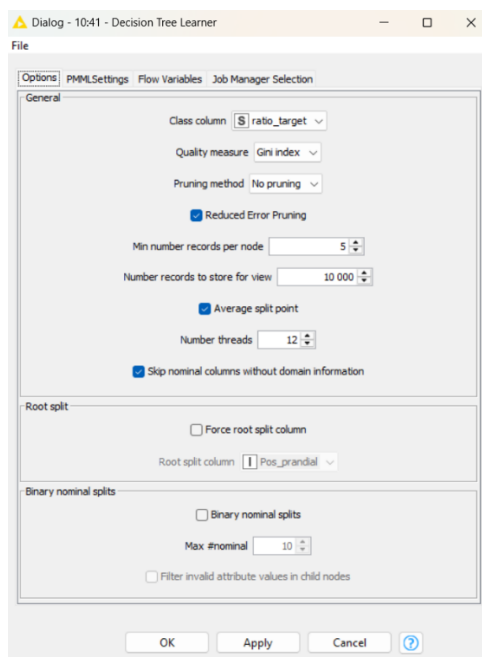 Dialog - 10:41 - Decision Tree Learner
File
Options PMMLSettings Flow Variables Job Manager Selection
General
Class column S ratio_target
Quality measure Gini index
Pruning method No pruning
Reduced Error Pruning
Min number records per node 5
Number records to store for view 10 000
Average split point
Number threads 12
Skip nominal columns without domain information
Root split
Force root split column
Root split column I Pos_prandial
Binary nominal splits
Binary nominal splits
Max #nominal 10
Filter invalid attribute values in child nodes
OK Apply Cancel ?